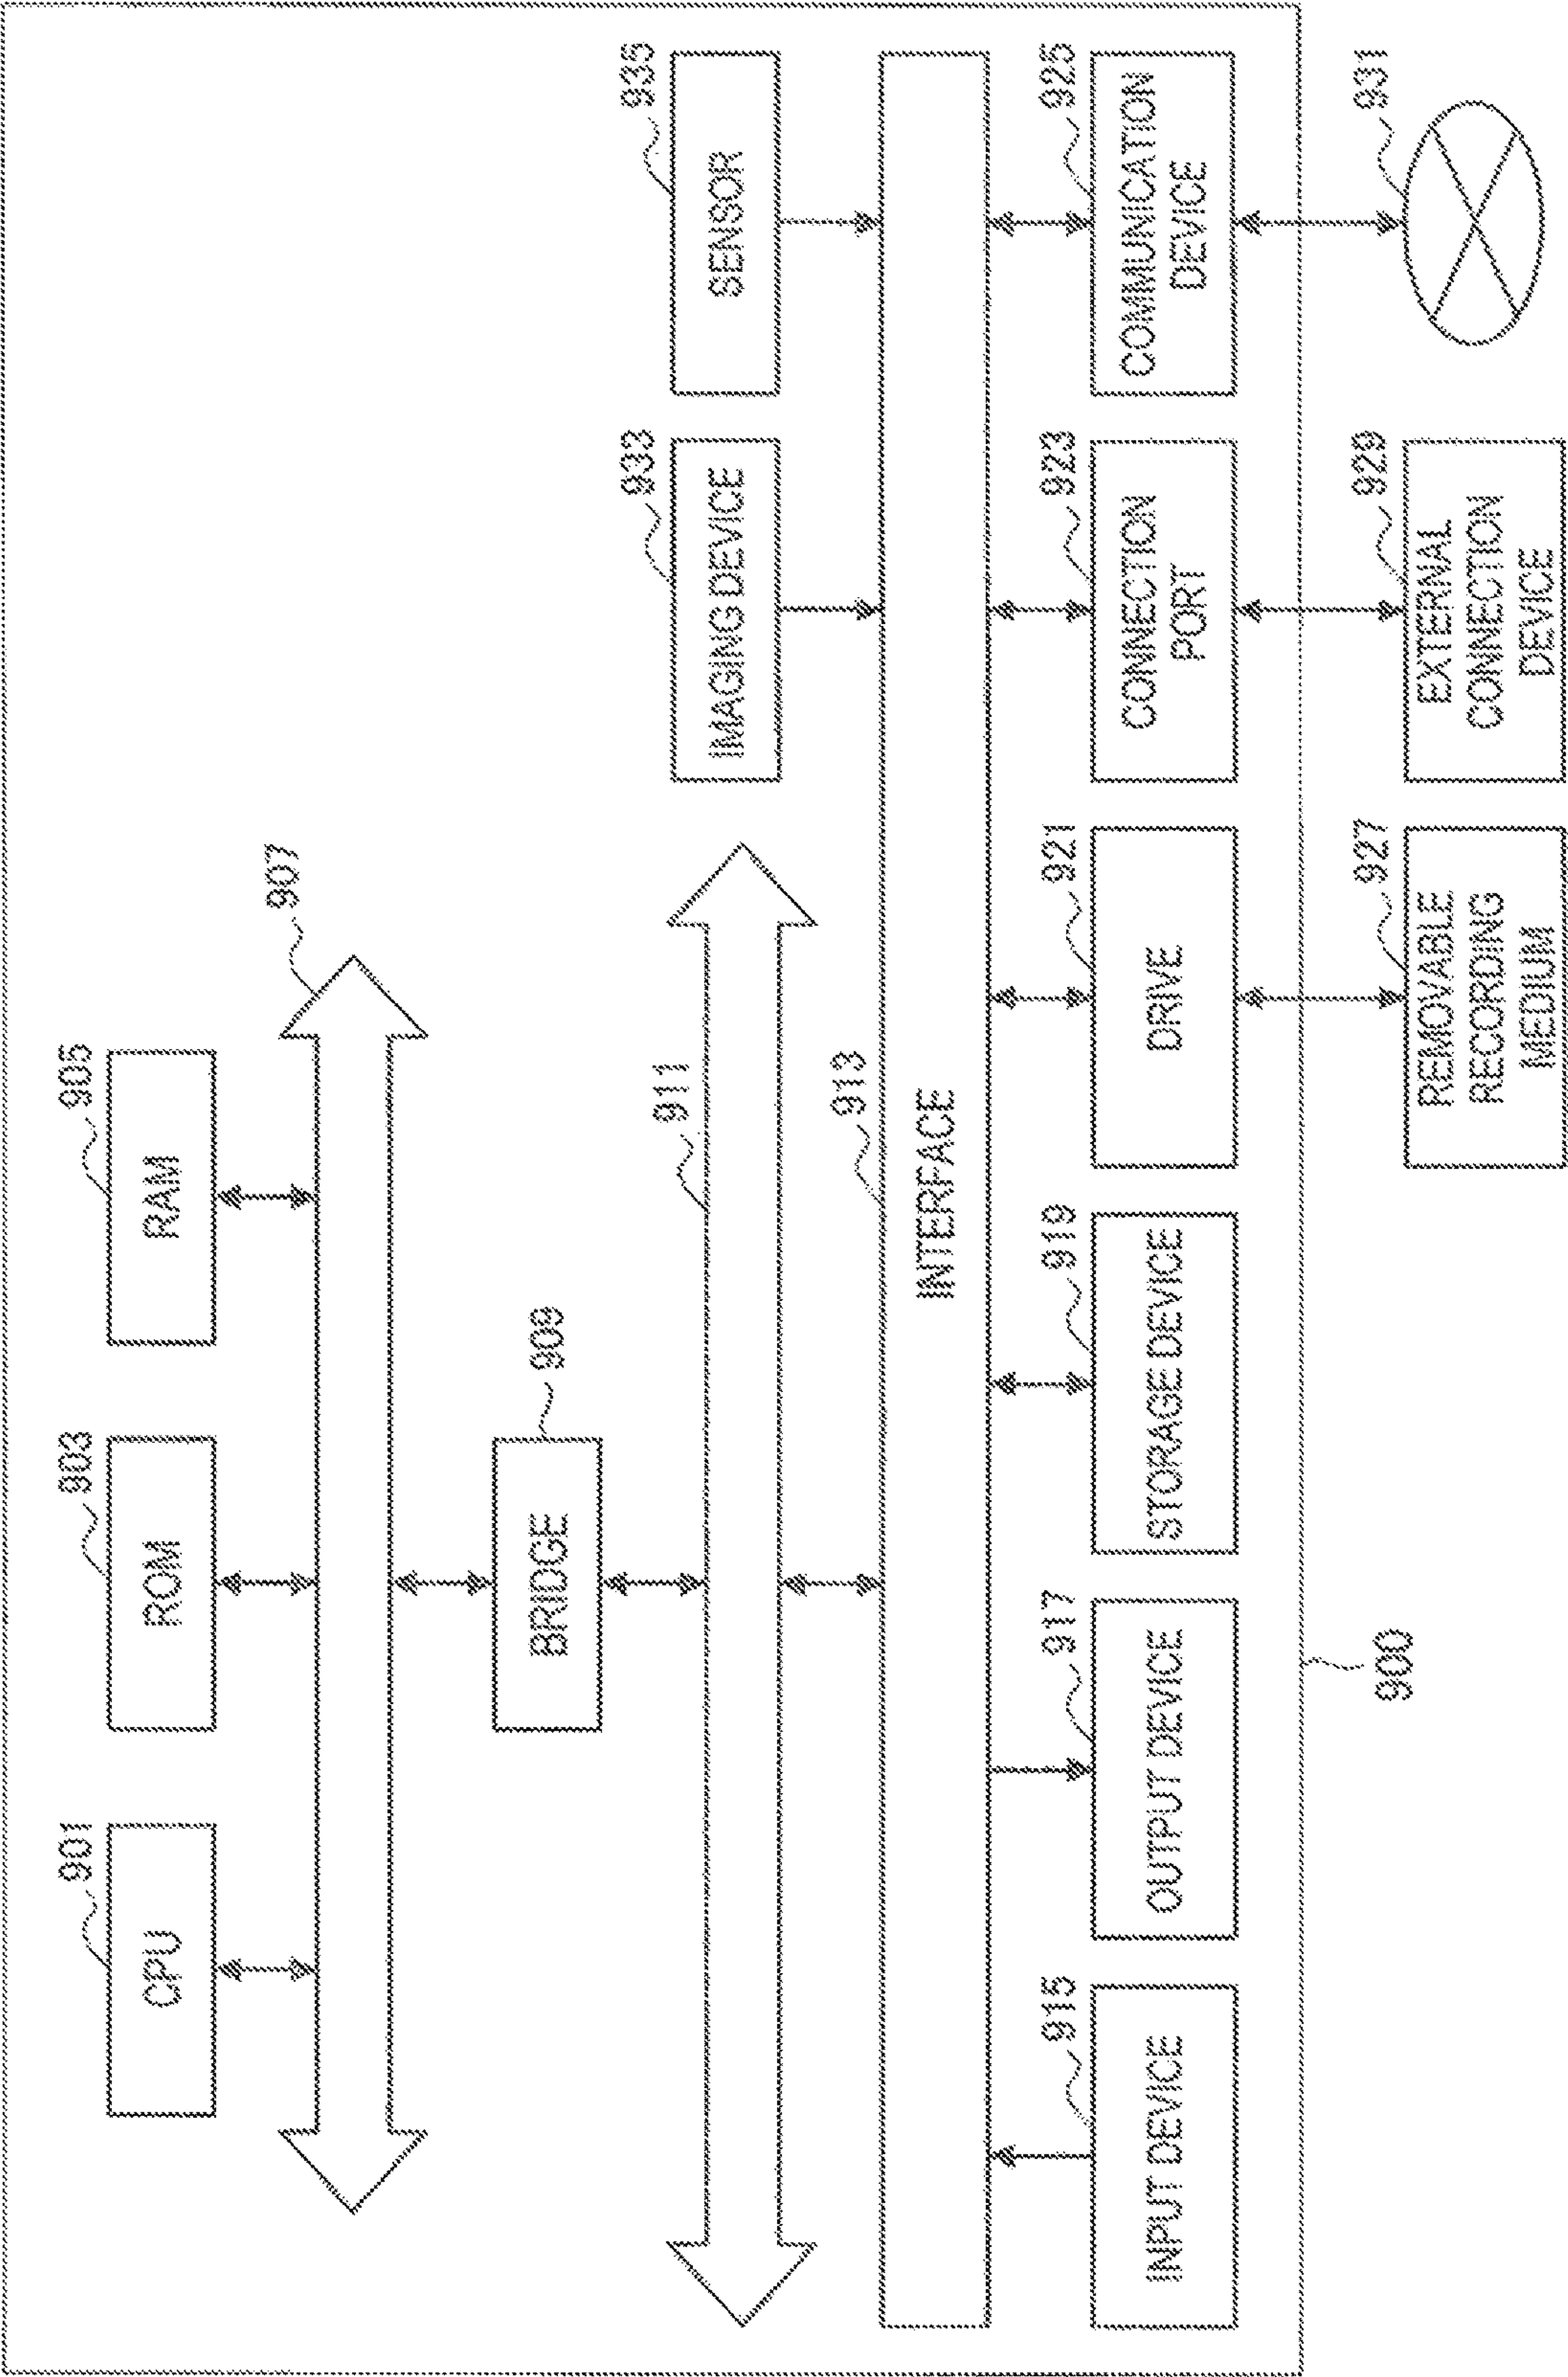 901
CPU
903
ROM
905
RAM
907
909
BRIDGE
911
933
IMAGING DEVICE
935
SENSOR
913
INTERFACE
915
INPUT DEVICE
917
OUTPUT DEVICE
919
STORAGE DEVICE
921
DRIVE
923
CONNECTION
PORT
925
COMMUNICATION
DEVICE
900
927
REMOVABLE
RECORDING
MEDIUM
929
EXTERNAL
CONNECTION
DEVICE
931